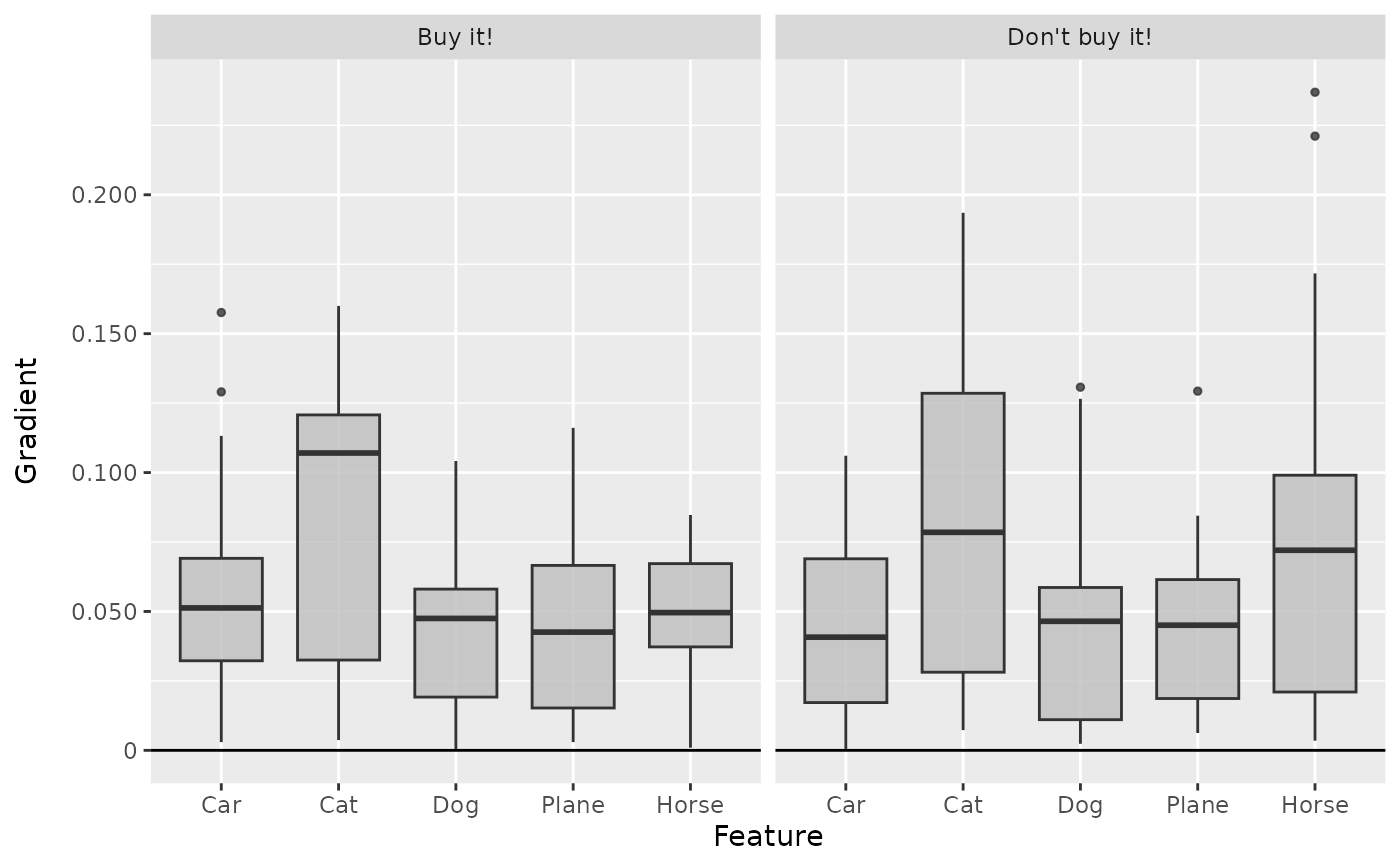 Buy it!
Don't buy it!
Gradient
0.200
0.150
0.100
0.050
0
Car Cat Dog Plane Horse
Car Cat Dog Plane Horse
Feature